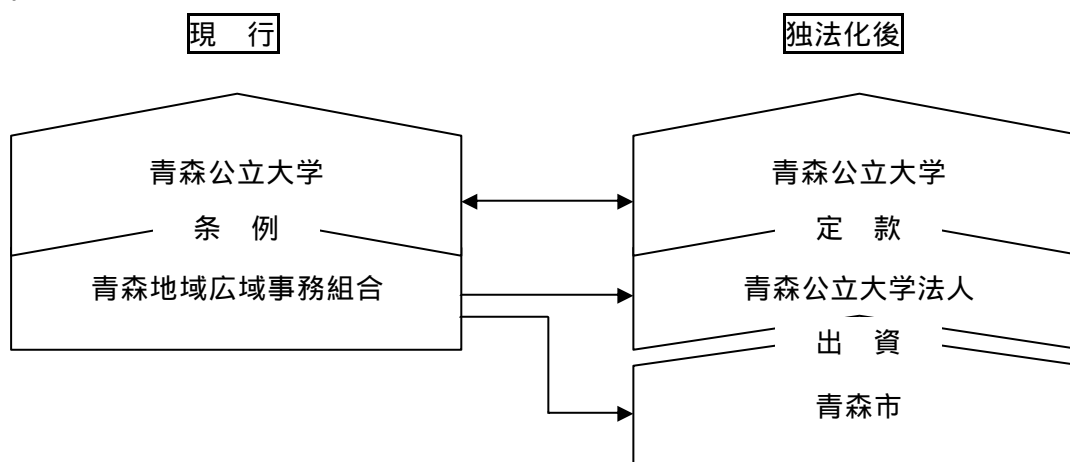 現　行
独法化後
青森公立大学
条　例
青森地域広域事務組合
青森公立大学
定　款
青森公立大学法人
出　資
青森市